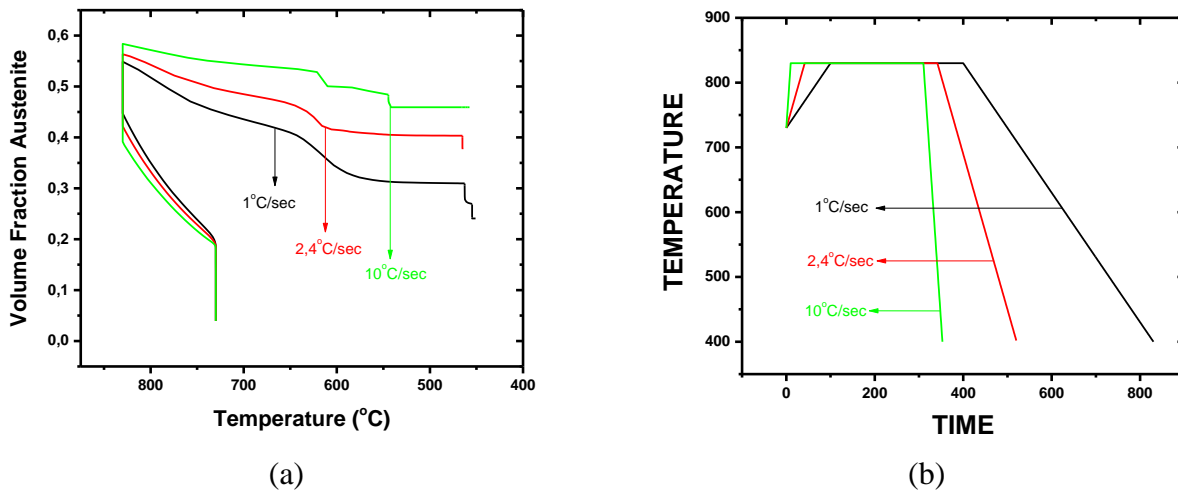 0,6
0,5
0,4
0,3
0,2
0,1
0,0
Volume Fraction Austenite
1°C/sec
2,4°C/sec
10°C/sec
800 700 600 500 400
Temperature (°C)
(a)
900
800
700
600
500
400
TEMPERATURE
1°C/sec
2,4°C/sec
10°C/sec
0 200 400 600 800
TIME
(b)